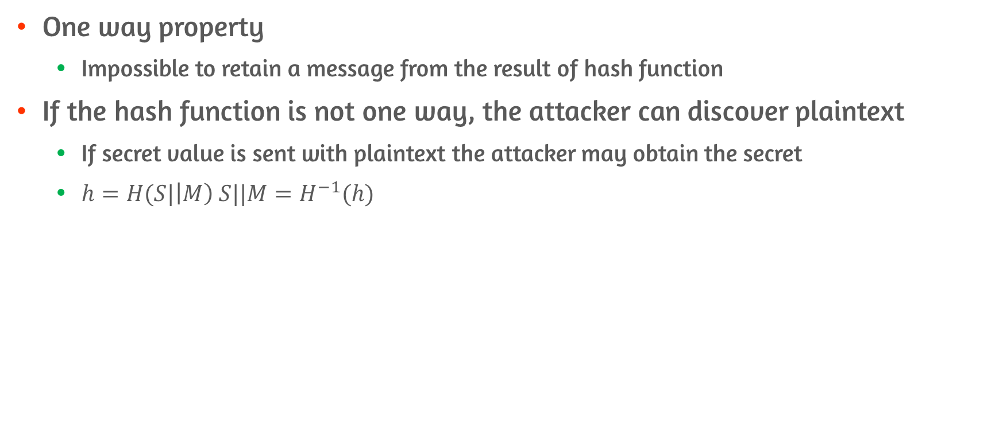 • One way property
• Impossible to retain a message from the result of hash function
• If the hash function is not one way, the attacker can discover plaintext
• If secret value is sent with plaintext the attacker may obtain the secret
• h = H(S||M) S||M = H⁻¹(h)